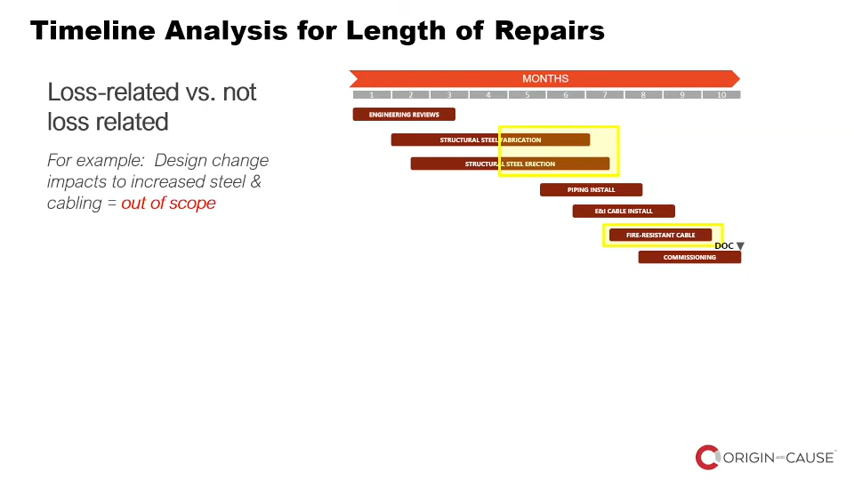 Timeline Analysis for Length of Repairs
Loss-related vs. not
loss related
For example: Design change
impacts to increased steel &
cabling = out of scope
MONTHS
1 2 3 4 5 6 7 8 9 10
ENGINEERING REVIEWS
STRUCTURAL STEEL FABRICATION
STRUCTURAL STEEL ERECTION
PIPING INSTALL
E&I CABLE INSTALL
FIRE-RESISTANT CABLE
DOC
COMMISSIONING
ORIGIN AND CAUSE